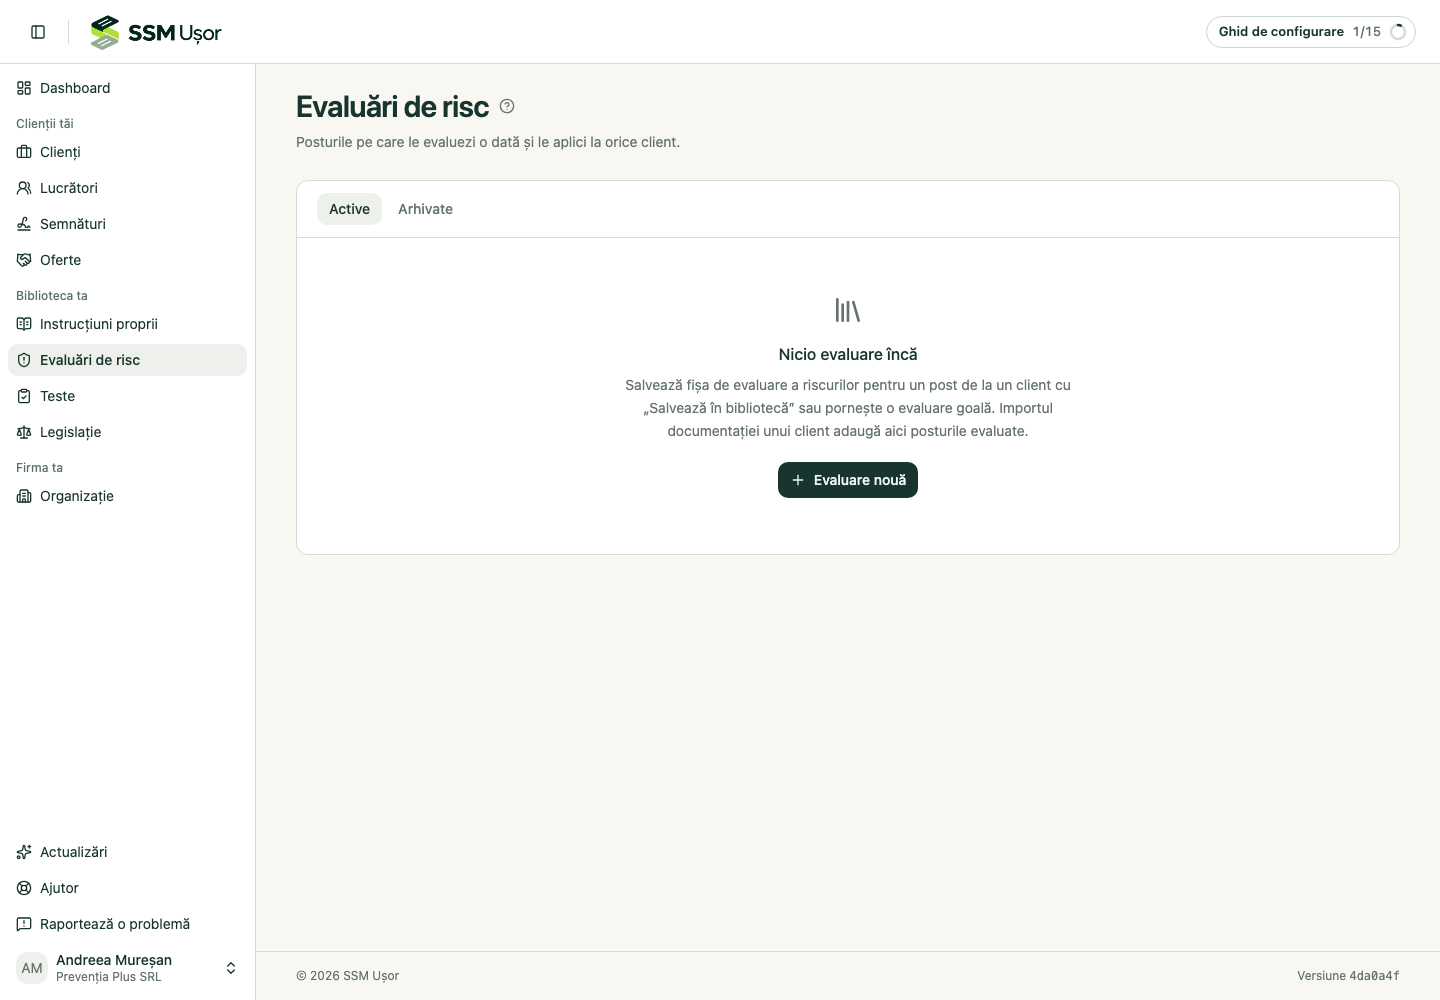 SSM Ușor
Ghid de configurare 1/15
Dashboard
Clienții tăi
Clienți
Lucrători
Semnături
Oferte
Biblioteca ta
Instrucțiuni proprii
Evaluări de risc
Teste
Legislație
Firma ta
Organizație
Actualizări
Ajutor
Raportează o problemă
AM
Andreea Mureșan
Prevenția Plus SRL
Evaluări de risc
Posturile pe care le evaluezi o dată și le aplici la orice client.
Active
Arhivate
Nicio evaluare încă
Salvează fișa de evaluare a riscurilor pentru un post de la un client cu
„Salvează în bibliotecă” sau pornește o evaluare goală. Importul
documentației unui client adaugă aici posturile evaluate.
Evaluare nouă
© 2026 SSM Ușor
Versiune 4da0a4f